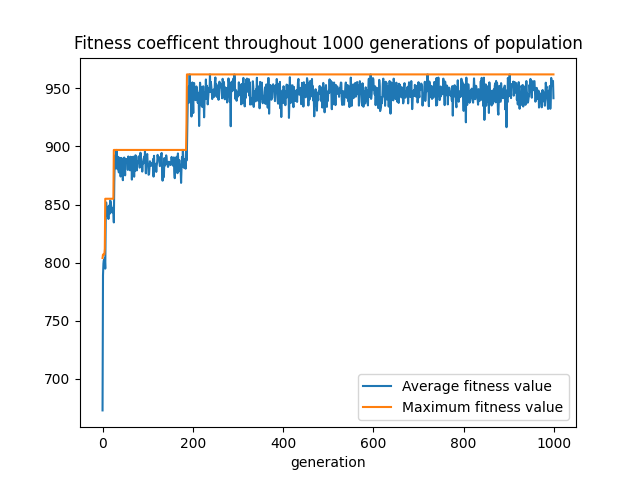 Fitness coefficent throughout 1000 generations of population
950
900
850
800
750
700
0 200 400 600 800 1000
generation
Average fitness value
Maximum fitness value